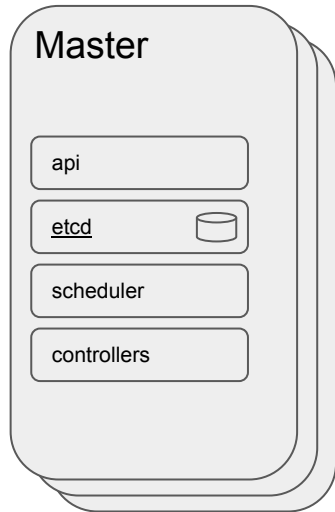 Master
api
etcd
scheduler
controllers